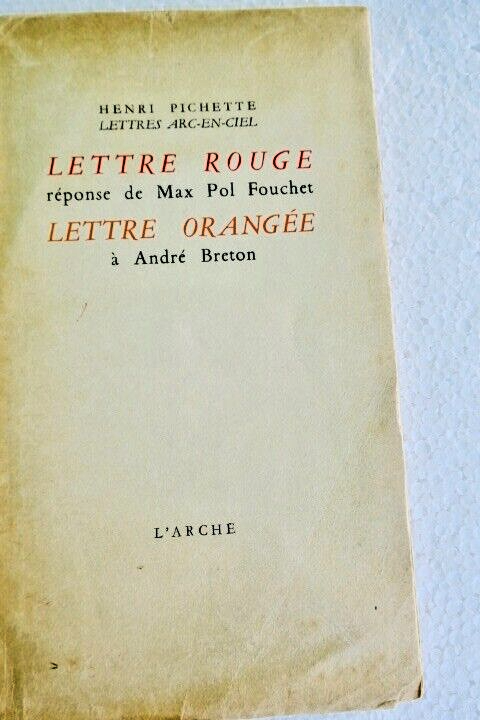 HENRI PICHETTE
LETTRES ARC-EN-CIEL
LETTRE ROUGE
réponse de Max Pol Fouchet
LETTRE ORANGÉE
à André Breton
L'ARCHE